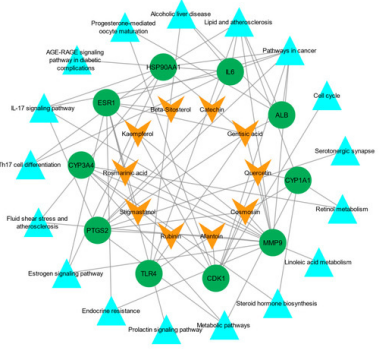 Alcoholic liver disease
Progesterone-mediated
oocyte maturation
Lipid and atherosclerosis
AGE-RAGE signaling
pathway in diabetic
complications
Pathways in cancer
HSP90AA1
IL6
Cell cycle
IL-17 signaling pathway
ESR1
Beta-Sitosterol
Catechin
ALB
Kaempferol
Gentisic acid
Serotonergic synapse
Th17 cell differentiation
CYP3A4
Rosmarinic acid
Quercetin
CYP1A1
Retinol metabolism
Fluid shear stress and
atherosclerosis
Stigmastanol
Cosmosiin
PTGS2
Rubinin
Allantoin
MMP9
Linoleic acid metabolism
Estrogen signaling pathway
TLR4
CDK1
Steroid hormone biosynthesis
Endocrine resistance
Prolactin signaling pathway
Metabolic pathways